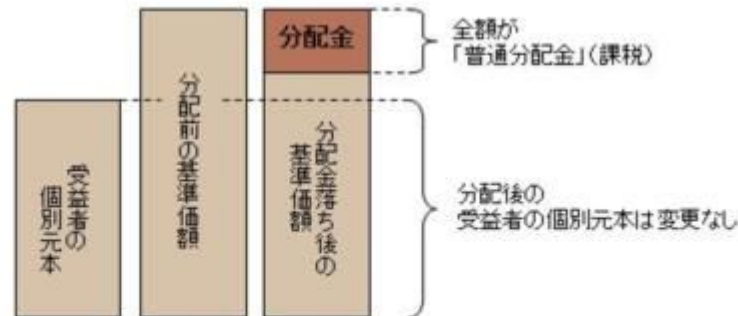 受益者の
個別元本
分配前の基準価額
分配金
分配金落ち後の
基準価額
全額が
「普通分配金」(課税)
分配後の
受益者の個別元本は変更なし